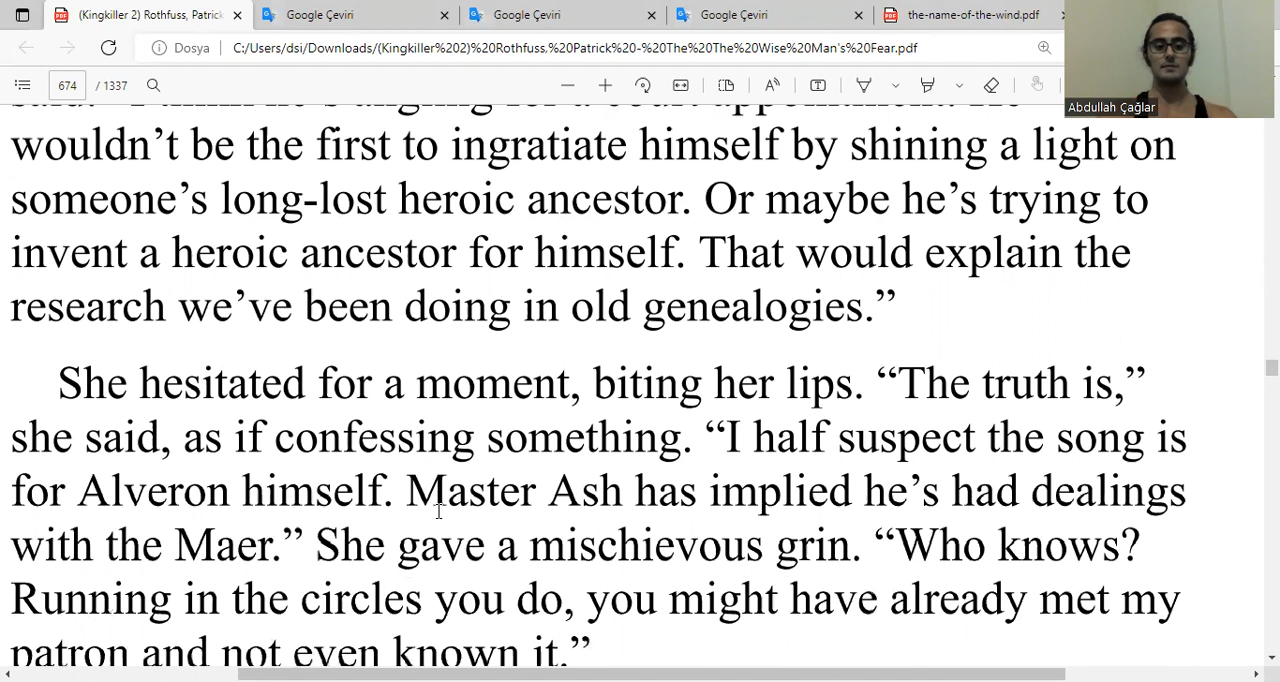 (Kingkiller 2) Rothfuss, Patrick
Google Çeviri
Google Çeviri
Google Çeviri
the-name-of-the-wind.pdf
Dosya
C:/Users/dsi/Downloads/(Kingkiller%202)%20Rothfuss,%20Patrick%20-%20The%20The%20Wise%20Man's%20Fear.pdf
674 / 1337
Abdullah Çağlar
wouldn’t be the first to ingratiate himself by shining a light on
someone’s long-lost heroic ancestor. Or maybe he’s trying to
invent a heroic ancestor for himself. That would explain the
research we’ve been doing in old genealogies.”
She hesitated for a moment, biting her lips. “The truth is,”
she said, as if confessing something. “I half suspect the song is
for Alveron himself. Master Ash has implied he’s had dealings
with the Maer.” She gave a mischievous grin. “Who knows?
Running in the circles you do, you might have already met my
patron and not even known it.”